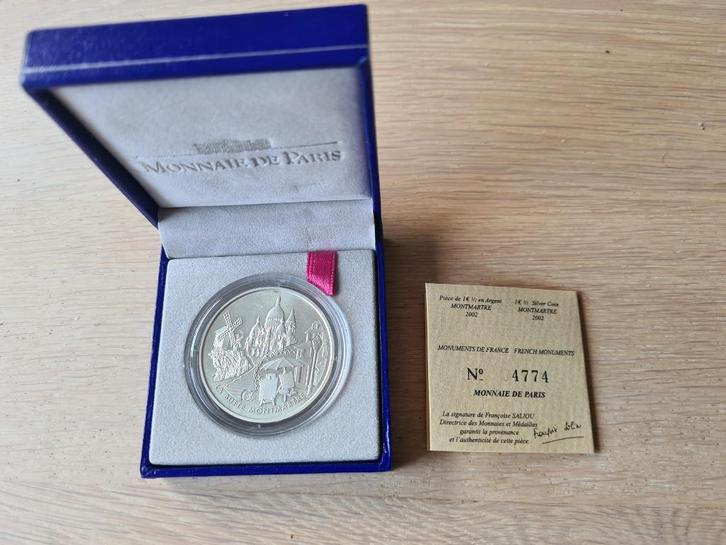 MONNAIE DE PARIS
LA BUTTE MONTMARTRE
Pièce de 1€ ½ en Argent
MONTMARTRE
2002
1€ ½ Silver Coin
MONTMARTRE
2002
MONUMENTS DE FRANCE FRENCH MONUMENTS
Nº 4774
MONNAIE DE PARIS
La signature de Françoise SALIOU
Directrice des Monnaies et Médailles
garantit la provenance
et l'authenticité de cette pièce